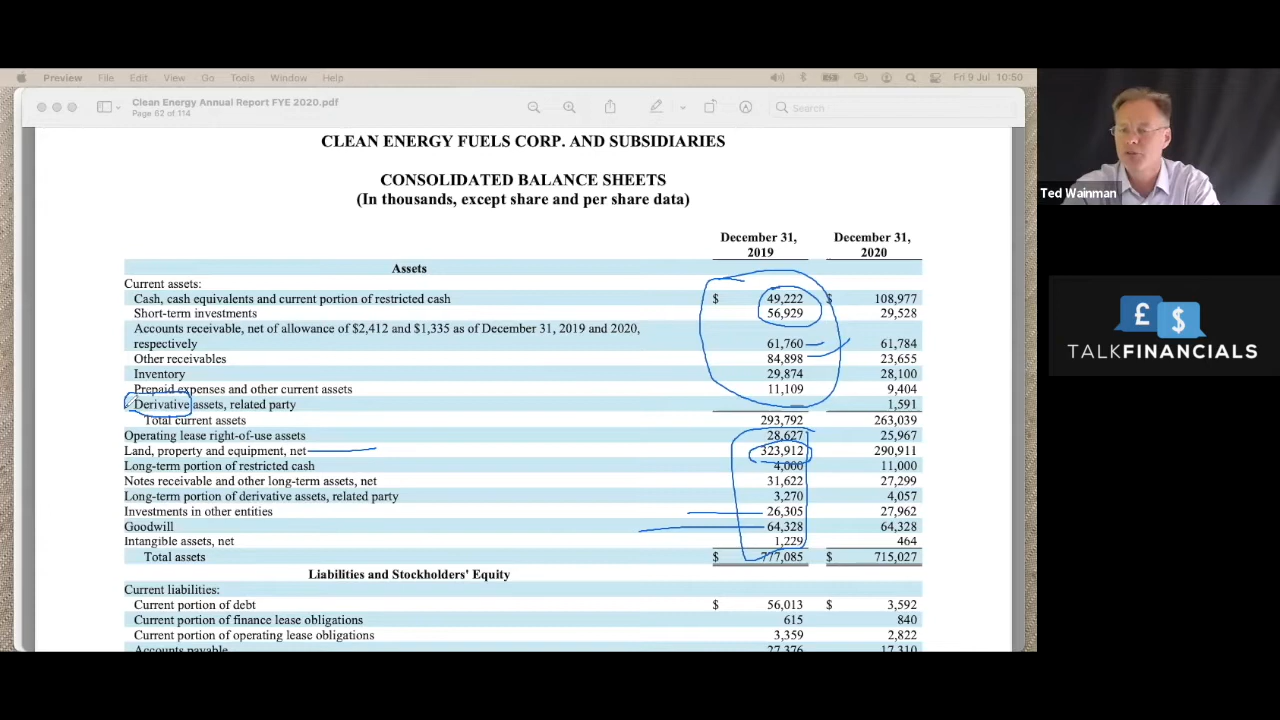 Preview File Edit View Go Tools Window Help Fri 9 Jul 10:50
Clean Energy Annual Report FYE 2020.pdf
Page 62 of 114
Search
CLEAN ENERGY FUELS CORP. AND SUBSIDIARIES
CONSOLIDATED BALANCE SHEETS
(In thousands, except share and per share data)
December 31, December 31,
2019 2020
Assets
Current assets:
Cash, cash equivalents and current portion of restricted cash $ 49,222 $ 108,977
Short-term investments 56,929 29,528
Accounts receivable, net of allowance of $2,412 and $1,335 as of December 31, 2019 and 2020,
respectively 61,760 61,784
Other receivables 84,898 23,655
Inventory 29,874 28,100
Prepaid expenses and other current assets 11,109 9,404
Derivative assets, related party — 1,591
Total current assets 293,792 263,039
Operating lease right-of-use assets 28,627 25,967
Land, property and equipment, net 323,912 290,911
Long-term portion of restricted cash 4,000 11,000
Notes receivable and other long-term assets, net 31,622 27,299
Long-term portion of derivative assets, related party 3,270 4,057
Investments in other entities 26,305 27,962
Goodwill 64,328 64,328
Intangible assets, net 1,229 464
Total assets $ 777,085 $ 715,027
Liabilities and Stockholders' Equity
Current liabilities:
Current portion of debt $ 56,013 $ 3,592
Current portion of finance lease obligations 615 840
Current portion of operating lease obligations 3,359 2,822
Accounts payable 27,376 17,310
Ted Wainman
£ $
TALKFINANCIALS